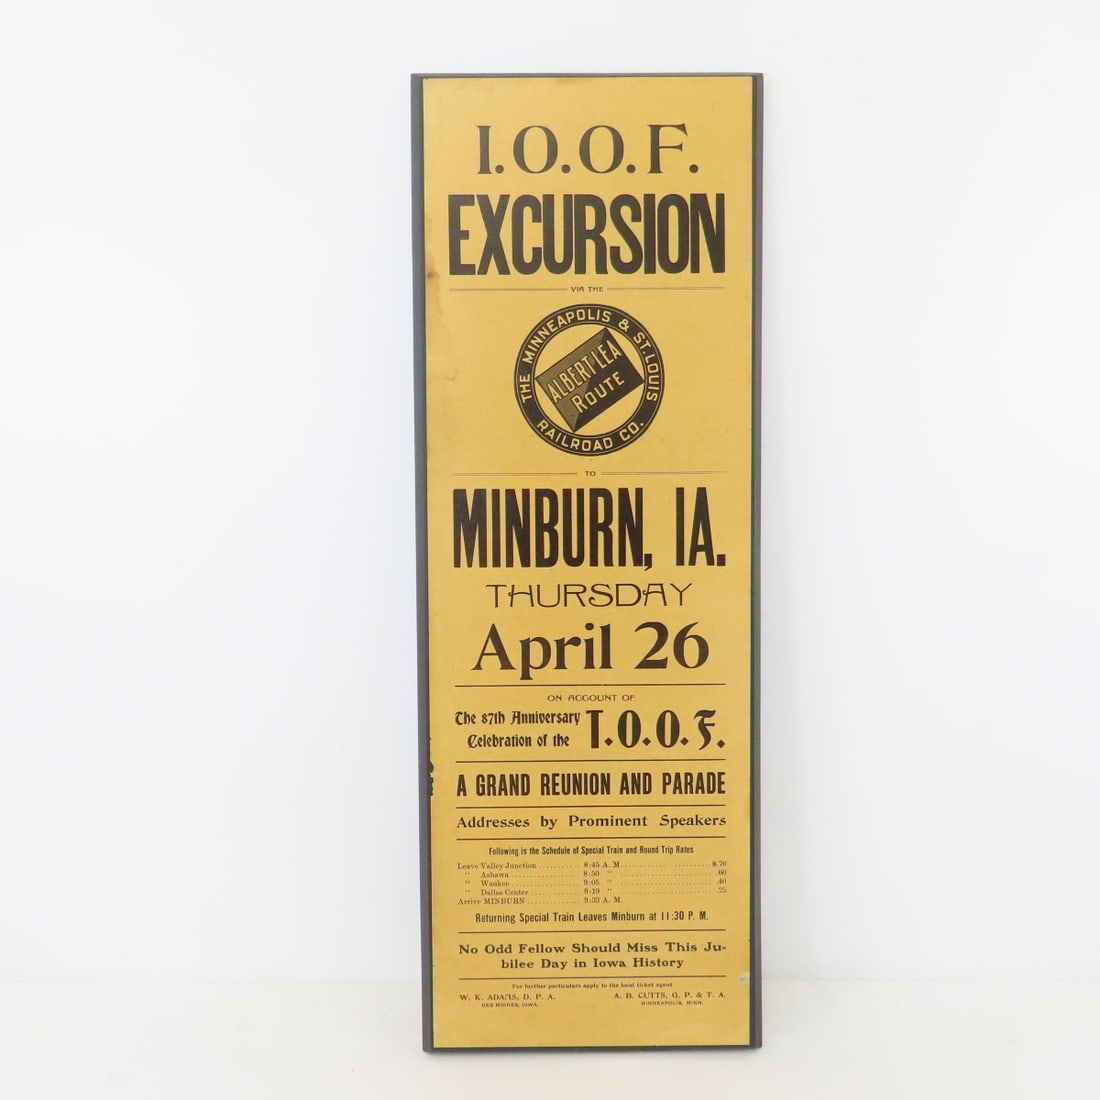 I.O.O.F.
EXCURSION
VIA THE
THE MINNEAPOLIS & ST. LOUIS
RAILROAD CO.
ALBERT LEA
ROUTE
TO
MINBURN, IA.
THURSDAY
April 26
ON ACCOUNT OF
The 87th Anniversary
Celebration of the
I.O.O.F.
A GRAND REUNION AND PARADE
Addresses by Prominent Speakers
Following is the Schedule of Special Train and Round Trip Rates
Leave Valley Junction .......... 8:45 A. M. .......... $.70
" Ashawa .......... 8:50 " .......... .60
" Waukee .......... 9:05 " .......... .40
" Dallas Center .......... 9:19 " .......... .25
Arrive MINBURN .......... 9:33 A. M.
Returning Special Train Leaves Minburn at 11:30 P. M.
No Odd Fellow Should Miss This Ju-
bilee Day in Iowa History
For further particulars apply to the local ticket agent
W. K. ADAMS, D. P. A. A. B. CUTTS, G. P. & T. A.
DES MOINES, IOWA. MINNEAPOLIS, MINN.